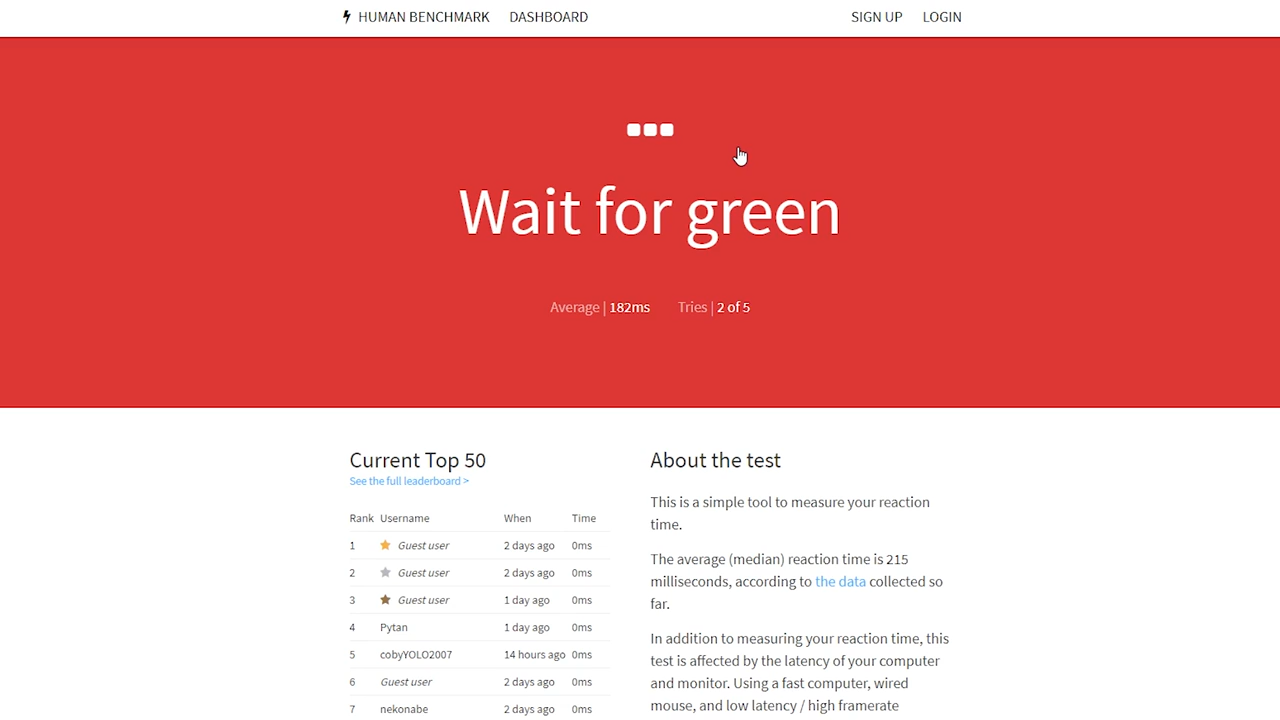 HUMAN BENCHMARK DASHBOARD SIGN UP LOGIN
Wait for green
Average | 182ms Tries | 2 of 5
Current Top 50
See the full leaderboard >
Rank Username When Time
1 Guest user 2 days ago 0ms
2 Guest user 2 days ago 0ms
3 Guest user 1 day ago 0ms
4 Pytan 1 day ago 0ms
5 cobyYOLO2007 14 hours ago 0ms
6 Guest user 2 days ago 0ms
7 nekonabe 2 days ago 0ms
About the test
This is a simple tool to measure your reaction
time.
The average (median) reaction time is 215
milliseconds, according to the data collected so
far.
In addition to measuring your reaction time, this
test is affected by the latency of your computer
and monitor. Using a fast computer, wired
mouse, and low latency / high framerate